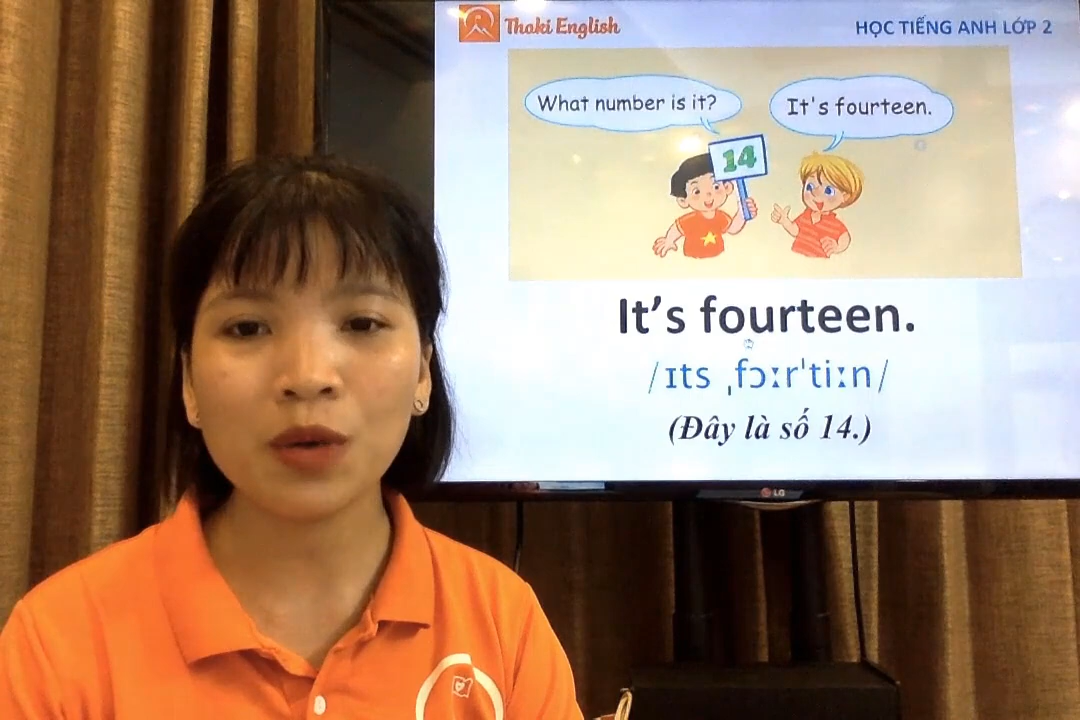 Thaki English
HỌC TIẾNG ANH LỚP 2
What number is it?
It's fourteen.
14
It's fourteen.
/ɪts ˌfɔːrˈtiːn/
(Đây là số 14.)
LG